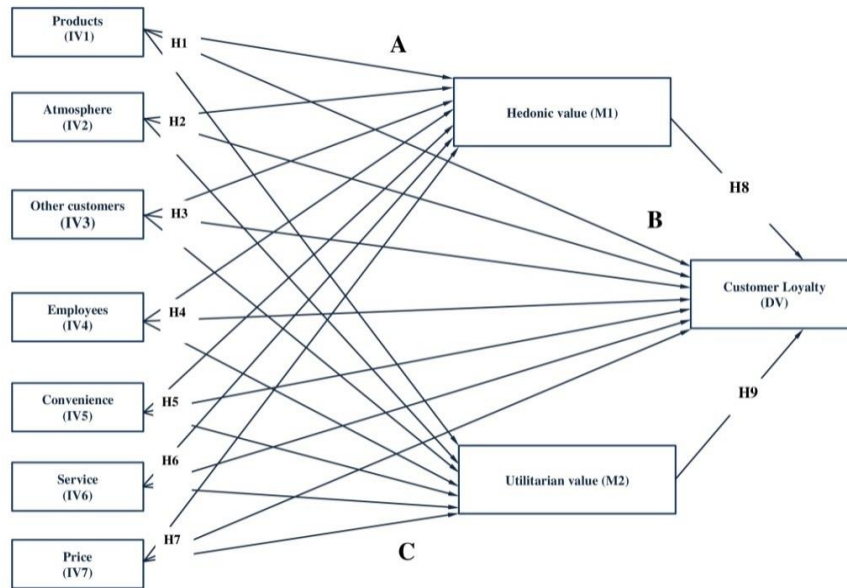 Products
(IV1)
H1
A
Atmosphere
(IV2)
H2
Hedonic value (M1)
Other customers
(IV3)
H3
H8
B
Employees
(IV4)
H4
Customer Loyalty
(DV)
Convenience
(IV5)
H5
H9
Service
(IV6)
H6
Utilitarian value (M2)
Price
(IV7)
H7
C